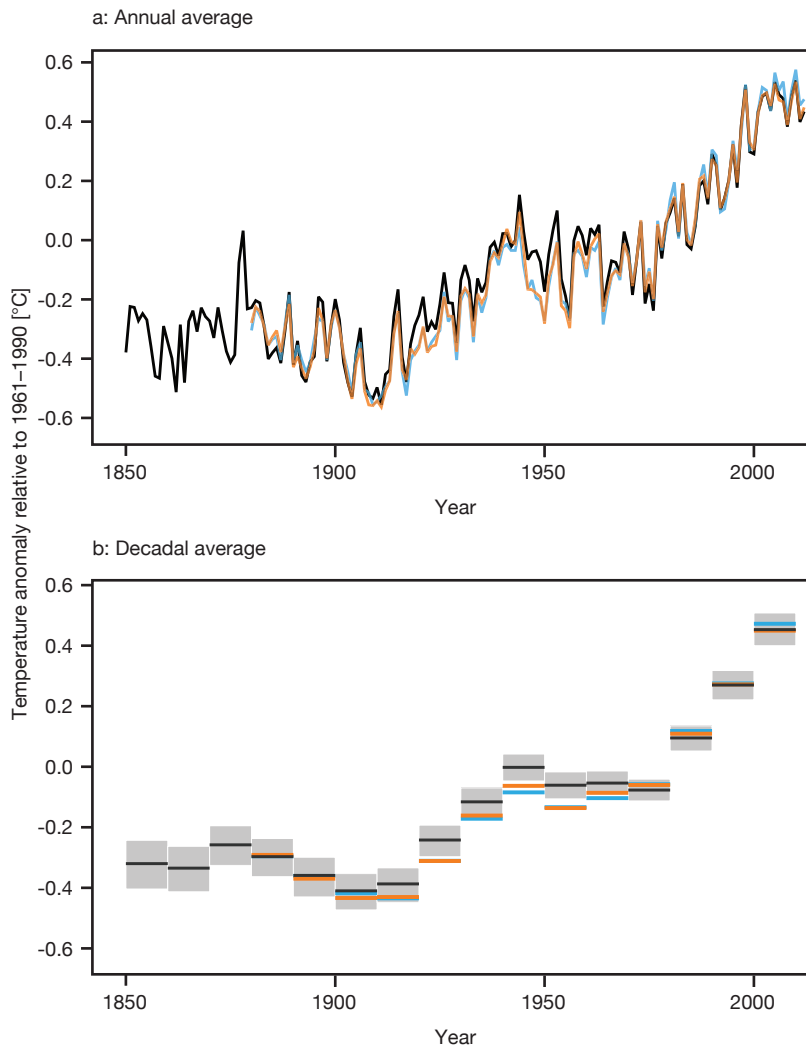 a: Annual average
0.6
0.4
0.2
0.0
-0.2
-0.4
-0.6
1850 1900 1950 2000
Year
Temperature anomaly relative to 1961–1990 [°C]
b: Decadal average
0.6
0.4
0.2
0.0
-0.2
-0.4
-0.6
1850 1900 1950 2000
Year